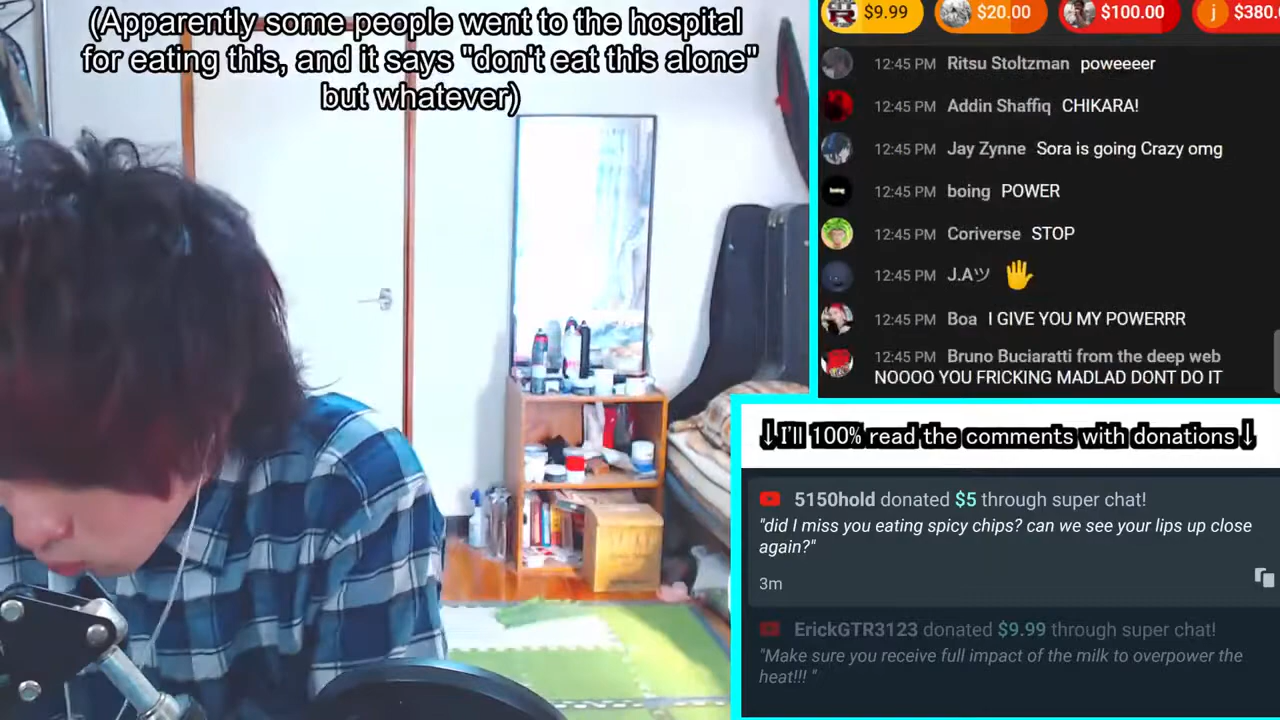 (Apparently some people went to the hospital
for eating this, and it says "don't eat this alone"
but whatever)
$9.99 $20.00 $100.00 j $380.
12:45 PM Ritsu Stoltzman poweeeer
12:45 PM Addin Shaffiq CHIKARA!
12:45 PM Jay Zynne Sora is going Crazy omg
12:45 PM boing POWER
12:45 PM Coriverse STOP
12:45 PM J.Aツ 🖐
12:45 PM Boa I GIVE YOU MY POWERRR
12:45 PM Bruno Buciaratti from the deep web
NOOOO YOU FRICKING MADLAD DONT DO IT
↓I'll 100% read the comments with donations↓
5150hold donated $5 through super chat!
"did I miss you eating spicy chips? can we see your lips up close
again?"
3m
ErickGTR3123 donated $9.99 through super chat!
"Make sure you receive full impact of the milk to overpower the
heat!!! "